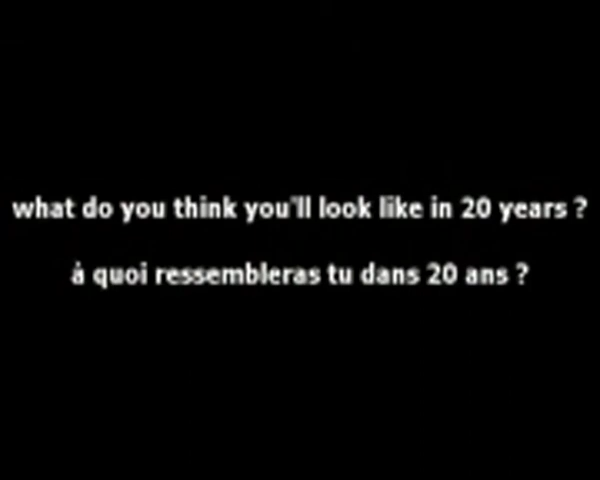 what do you think you'll look like in 20 years ?
à quoi ressembleras tu dans 20 ans ?